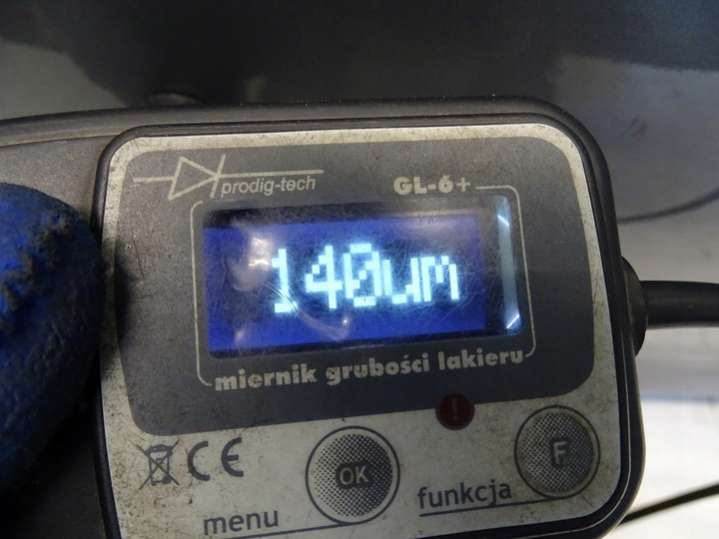 prodig-tech GL-6+
140um
miernik grubości lakieru
!
CE
OK F
menu funkcja